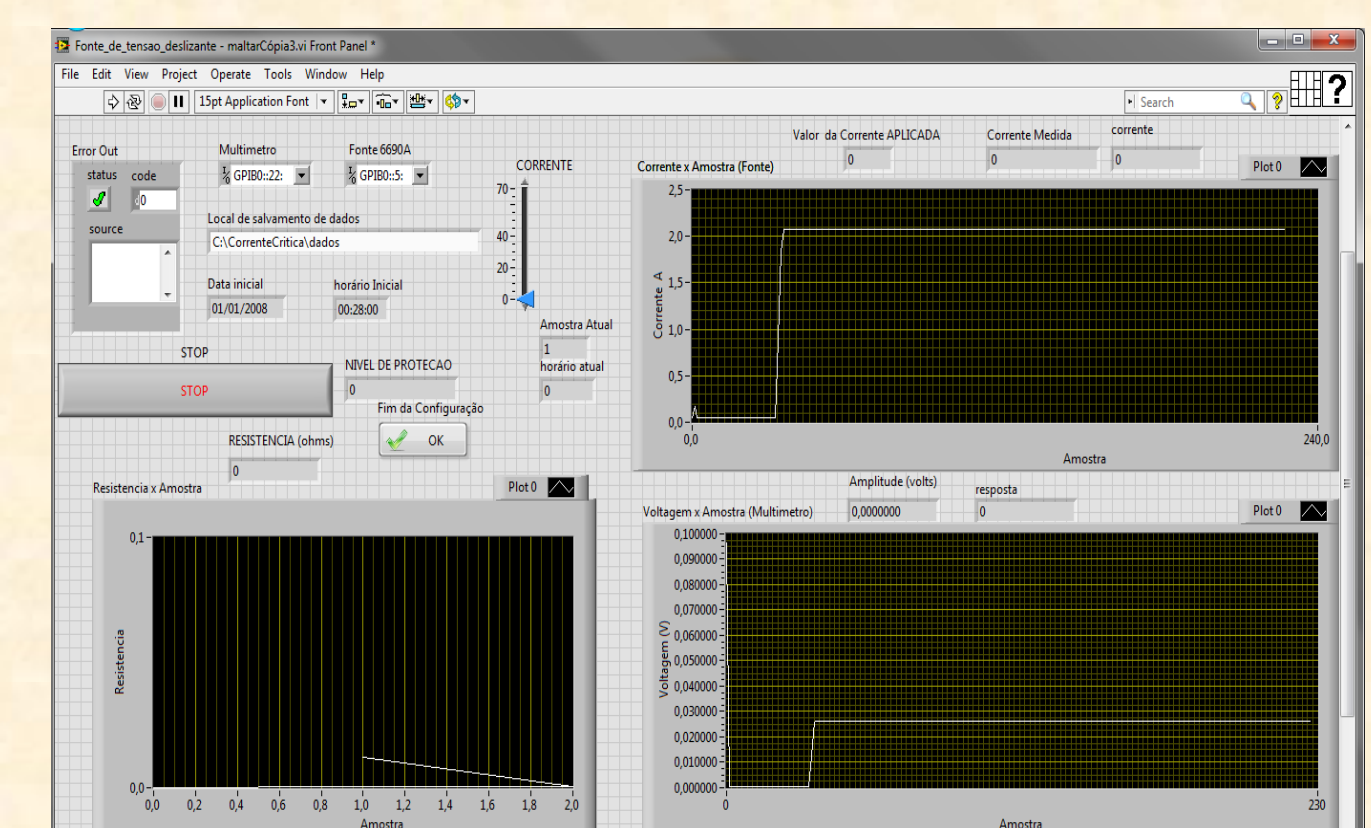 Fonte_de_tensao_deslizante - maltarCópia3.vi Front Panel *
File Edit View Project Operate Tools Window Help
15pt Application Font
Search
Error Out
status code
d0
source
Multimetro
GPIB0::22:
Fonte 6690A
GPIB0::5:
Local de salvamento de dados
C:\CorrenteCritica\dados
Data inicial
01/01/2008
horário Inicial
00:28:00
CORRENTE
70
40
20
0
Amostra Atual
1
horário atual
0
STOP
STOP
NIVEL DE PROTECAO
0
Fim da Configuração
OK
RESISTENCIA (ohms)
0
Valor da Corrente APLICADA
0
Corrente Medida
0
corrente
0
Corrente x Amostra (Fonte)
Plot 0
Corrente A
2,5
2,0
1,5
1,0
0,5
0,0
0,0 240,0
Amostra
Resistencia x Amostra
Plot 0
Resistencia
0,1
0,0
0,0 0,2 0,4 0,6 0,8 1,0 1,2 1,4 1,6 1,8 2,0
Amostra
Amplitude (volts)
0,0000000
resposta
0
Voltagem x Amostra (Multimetro)
Plot 0
Voltagem (V)
0,100000
0,090000
0,080000
0,070000
0,060000
0,050000
0,040000
0,030000
0,020000
0,010000
0,000000
0 230
Amostra